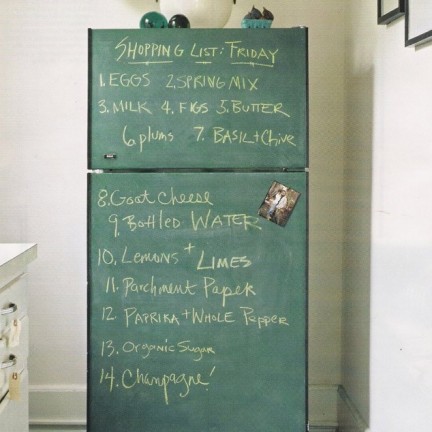 SHOPPING LIST: FRIDAY
1. EGGS 2. SPRING MIX
3. MILK 4. FIGS 5. BUTTER
6. plums 7. BASIL + Chive
8. Goat cheese
9. Bottled WATER
10. Lemons + LIMES
11. Parchment Paper
12. PAPRIKA + WHOLE Pepper
13. Organic Sugar
14. Champagne!